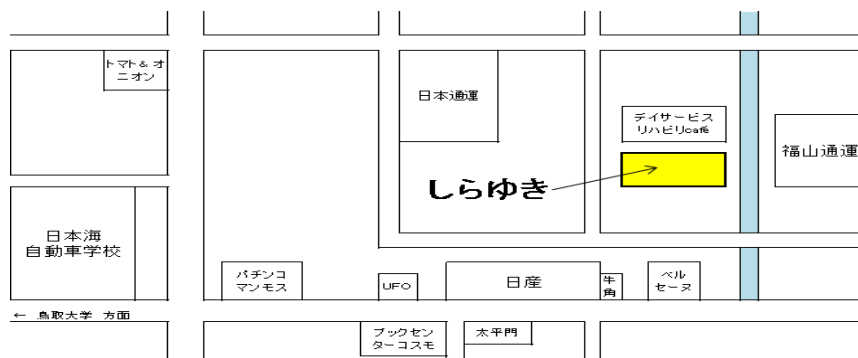 トマト＆オ
ニオン
日本通運
デイサービス
リハビリcafé
福山通運
しらゆき
日本海
自動車学校
パチンコ
マンモス
UFO
日産
牛
角
ベル
セーヌ
← 鳥取大学 方面
ブックセン
ターコスモ
太平門